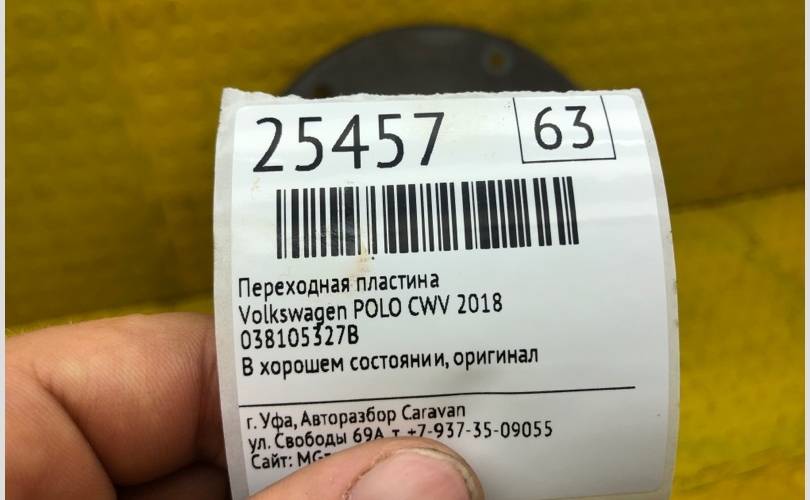 25457 63
Переходная пластина
Volkswagen POLO CWV 2018
038105327B
В хорошем состоянии, оригинал
г. Уфа, Авторазбор Caravan
ул. Свободы 69А т. +7-937-35-09055
Сайт: